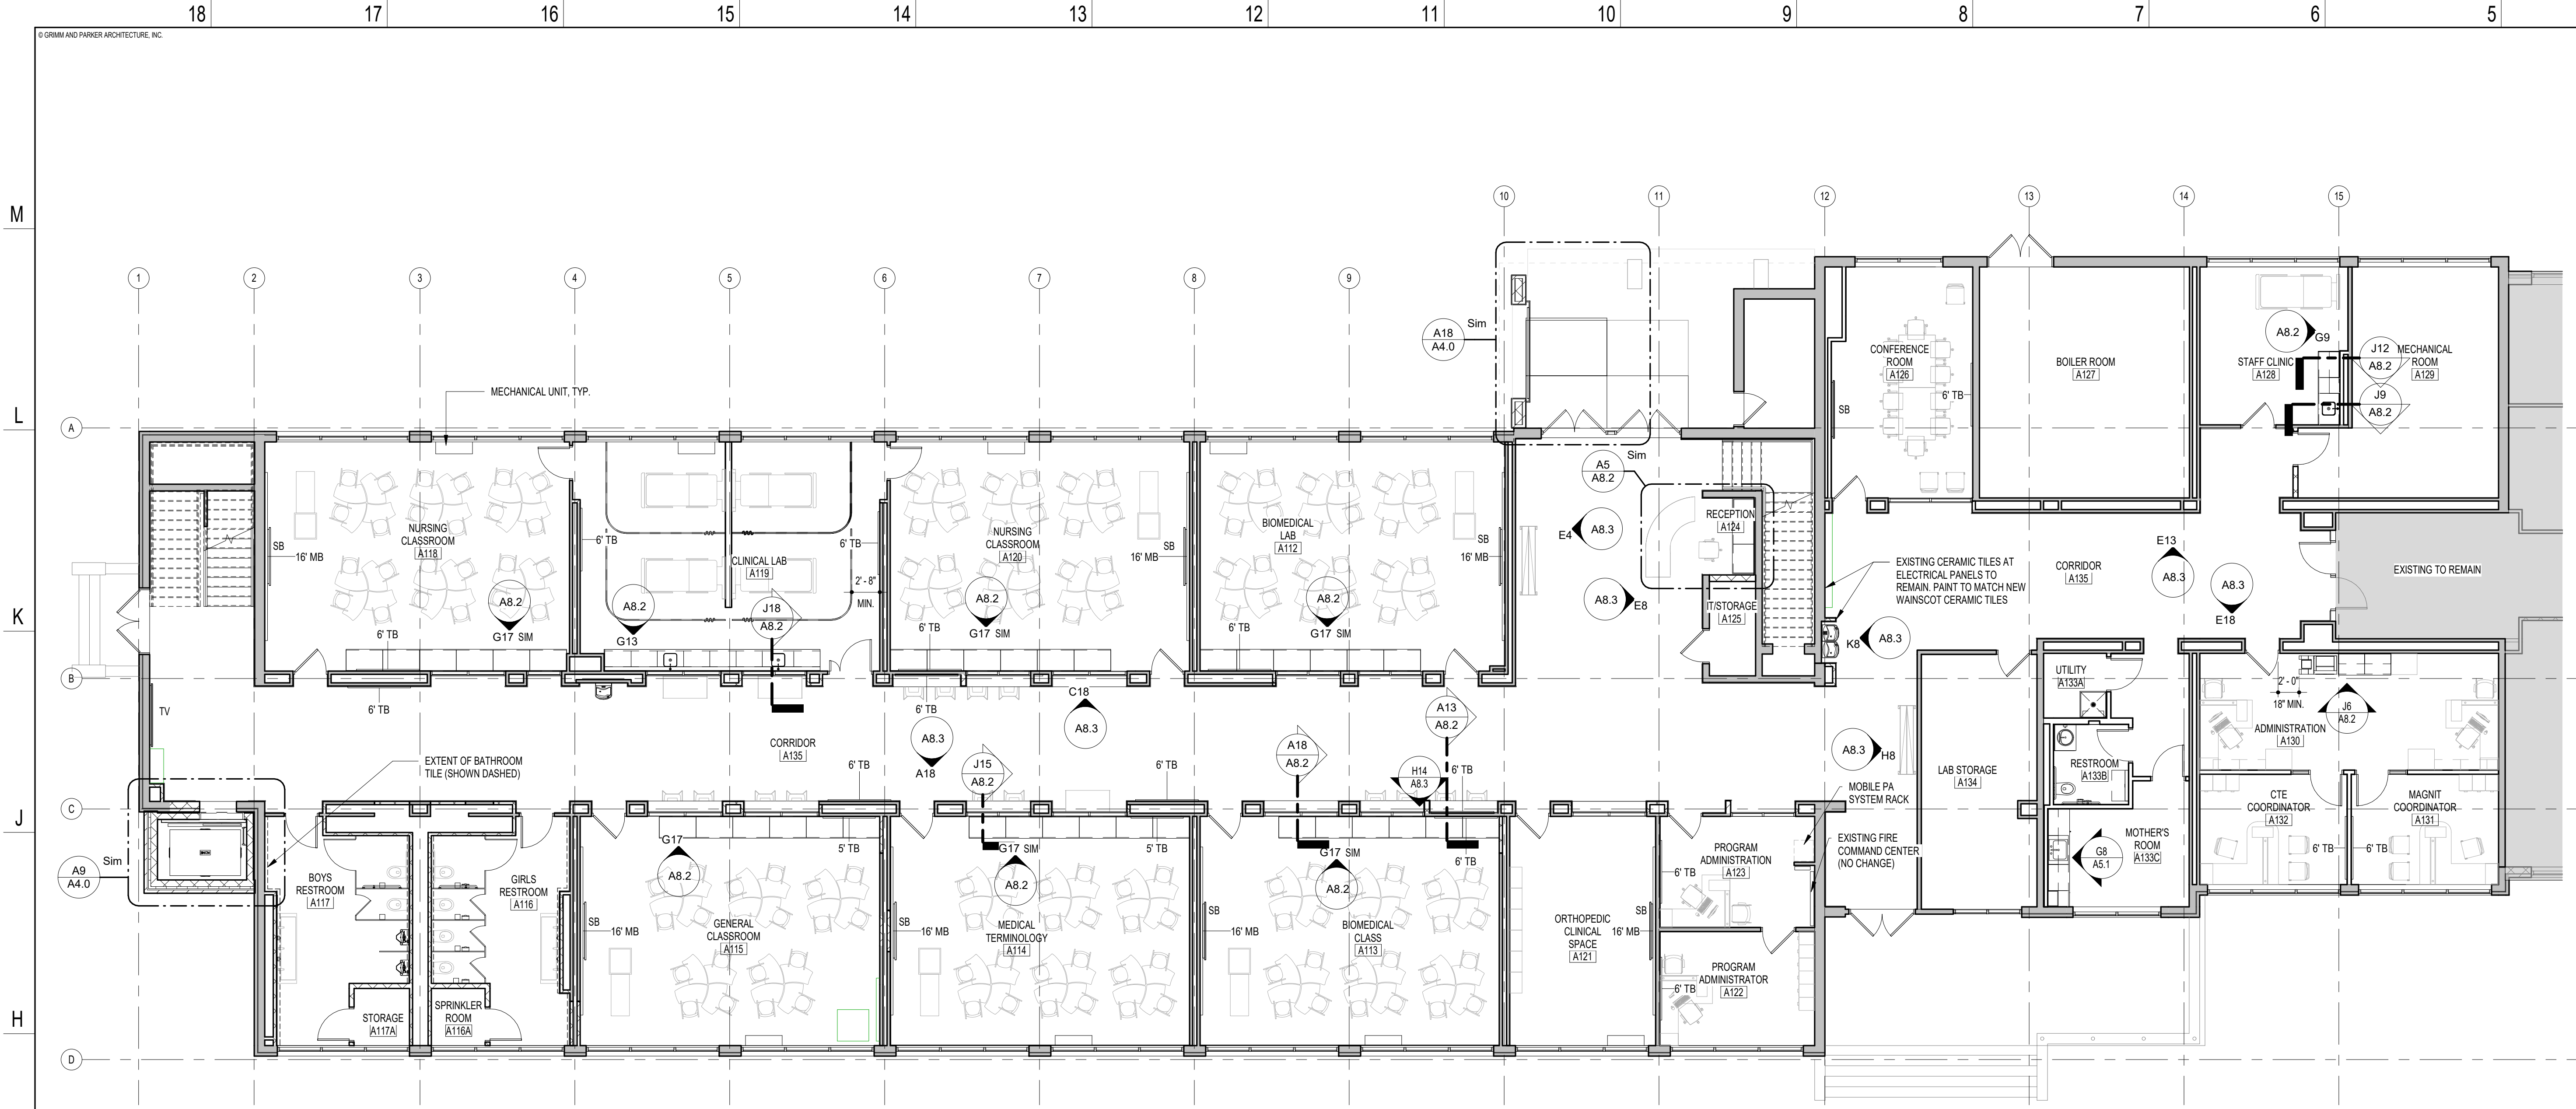 18 17 16 15 14 13 12 11 10 9 8 7 6 5
© GRIMM AND PARKER ARCHITECTURE, INC.
M
L
K
J
H
10 11 12 13 14 15
1 2 3 4 5 6 7 8 9
A
B
C
D
MECHANICAL UNIT, TYP.
A18
A4.0
Sim
CONFERENCE
ROOM
A126
SB
6' TB
BOILER ROOM
A127
A8.2
G9
STAFF CLINIC
A128
J12
A8.2
MECHANICAL
ROOM
A129
J9
A8.2
NURSING
CLASSROOM
A118
SB
16' MB
A8.2
G17 SIM
6' TB
6' TB
CLINICAL LAB
A119
6' TB
2' - 8"
MIN.
A8.2
G13
J18
A8.2
NURSING
CLASSROOM
A120
SB
16' MB
A8.2
G17 SIM
6' TB
BIOMEDICAL
LAB
A112
SB
16' MB
A8.2
G17 SIM
6' TB
Sim
A5
A8.2
RECEPTION
A124
E4
A8.3
A8.3
E8
IT/STORAGE
A125
EXISTING CERAMIC TILES AT
ELECTRICAL PANELS TO
REMAIN. PAINT TO MATCH NEW
WAINSCOT CERAMIC TILES
K8
A8.3
CORRIDOR
A135
E13
A8.3
A8.3
E18
EXISTING TO REMAIN
TV
6' TB
6' TB
C18
A8.3
A8.3
A18
CORRIDOR
A135
6' TB
J15
A8.2
6' TB
A18
A8.2
A13
A8.2
H14
A8.3
6' TB
A8.3
H8
LAB STORAGE
A134
UTILITY
A133A
RESTROOM
A133B
MOTHER'S
ROOM
A133C
G8
A5.1
2' - 0"
18" MIN.
ADMINISTRATION
A130
J6
A8.2
CTE
COORDINATOR
A132
6' TB
MAGNIT
COORDINATOR
A131
6' TB
EXTENT OF BATHROOM
TILE (SHOWN DASHED)
A9
A4.0
Sim
BOYS
RESTROOM
A117
GIRLS
RESTROOM
A116
STORAGE
A117A
SPRINKLER
ROOM
A116A
G17
A8.2
5' TB
SB
16' MB
GENERAL
CLASSROOM
A115
G17 SIM
A8.2
5' TB
SB
16' MB
MEDICAL
TERMINOLOGY
A114
G17 SIM
A8.2
6' TB
SB
16' MB
BIOMEDICAL
CLASS
A113
ORTHOPEDIC
CLINICAL
SPACE
A121
SB
16' MB
PROGRAM
ADMINISTRATION
A123
6' TB
PROGRAM
ADMINISTRATOR
A122
6' TB
MOBILE PA
SYSTEM RACK
EXISTING FIRE
COMMAND CENTER
(NO CHANGE)